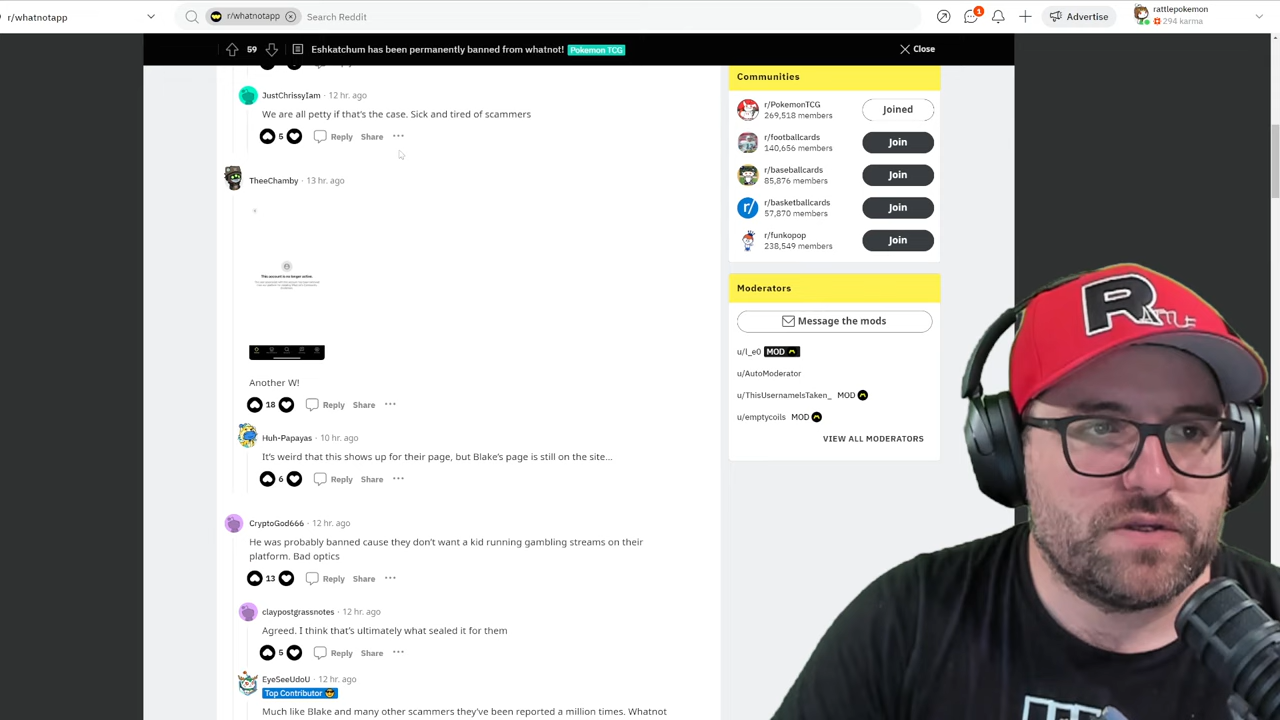 r/whatnotapp
r/whatnotapp
Search Reddit
1
Advertise
rattlepokemon
294 karma
59
Eshkatchum has been permanently banned from whatnot!
Pokemon TCG
Close
JustChrissyIam · 12 hr. ago
We are all petty if that's the case. Sick and tired of scammers
5 Reply Share
TheeChamby · 13 hr. ago
This account is no longer active.
Another W!
18 Reply Share
Huh-Papayas · 10 hr. ago
It's weird that this shows up for their page, but Blake's page is still on the site...
6 Reply Share
CryptoGod666 · 12 hr. ago
He was probably banned cause they don't want a kid running gambling streams on their
platform. Bad optics
13 Reply Share
claypostgrassnotes · 12 hr. ago
Agreed. I think that's ultimately what sealed it for them
5 Reply Share
EyeSeeUdoU · 12 hr. ago
Top Contributor
Much like Blake and many other scammers they've been reported a million times. Whatnot
Communities
r/PokemonTCG
269,518 members
Joined
r/footballcards
140,656 members
Join
r/baseballcards
85,876 members
Join
r/basketballcards
57,870 members
Join
r/funkopop
238,549 members
Join
Moderators
Message the mods
u/l_e0 MOD
u/AutoModerator
u/ThisUsernameIsTaken_ MOD
u/emptycoils MOD
VIEW ALL MODERATORS
RATTLE